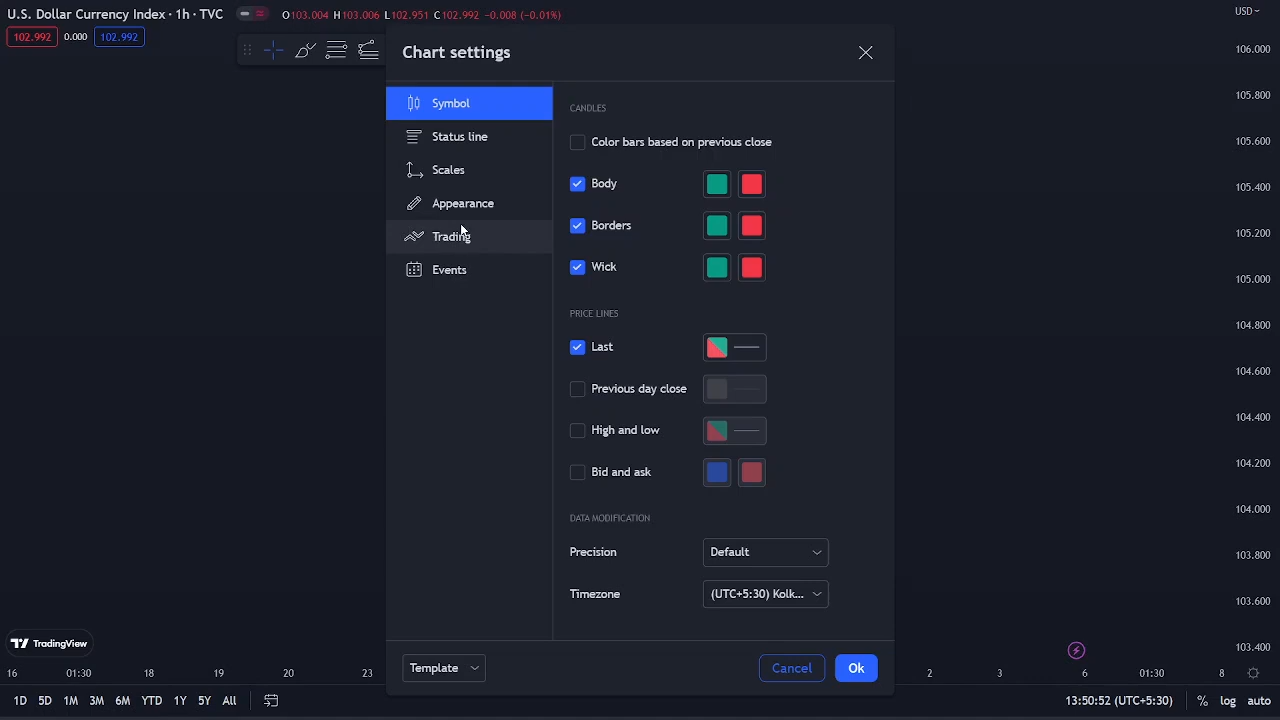 U.S. Dollar Currency Index · 1h · TVC
O103.004 H103.006 L102.951 C102.992 -0.008 (-0.01%)
USD
102.992 0.000 102.992
Chart settings
Symbol
Status line
Scales
Appearance
Trading
Events
CANDLES
Color bars based on previous close
Body
Borders
Wick
PRICE LINES
Last
Previous day close
High and low
Bid and ask
DATA MODIFICATION
Precision Default
Timezone (UTC+5:30) Kolk...
Template
Cancel
Ok
106.000
105.800
105.600
105.400
105.200
105.000
104.800
104.600
104.400
104.200
104.000
103.800
103.600
103.400
TradingView
16 01:30 18 19 20 23 2 3 6 01:30 8
1D 5D 1M 3M 6M YTD 1Y 5Y All
13:50:52 (UTC+5:30) % log auto